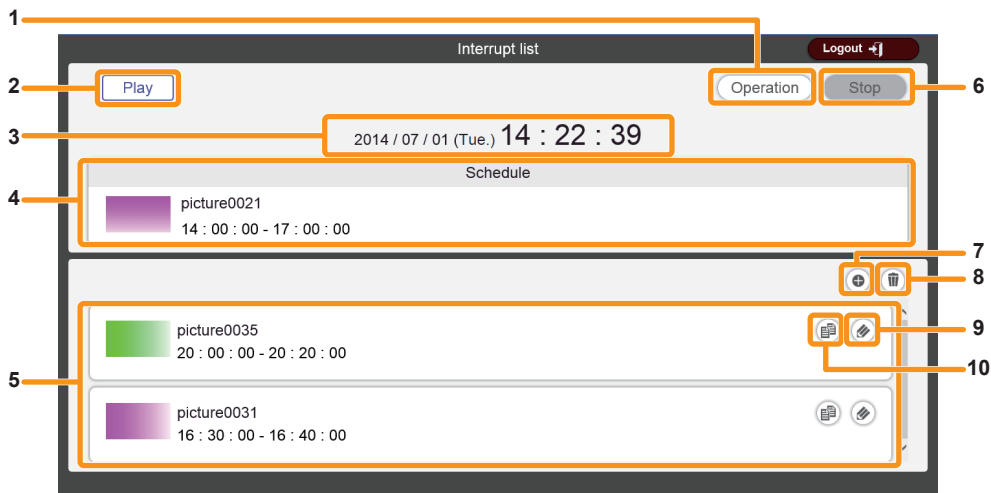 1
Interrupt list
Logout
2
Play
Operation
Stop
6
3
2014 / 07 / 01 (Tue.) 14 : 22 : 39
Schedule
4
picture0021
14 : 00 : 00 - 17 : 00 : 00
7
8
picture0035
20 : 00 : 00 - 20 : 20 : 00
9
10
5
picture0031
16 : 30 : 00 - 16 : 40 : 00